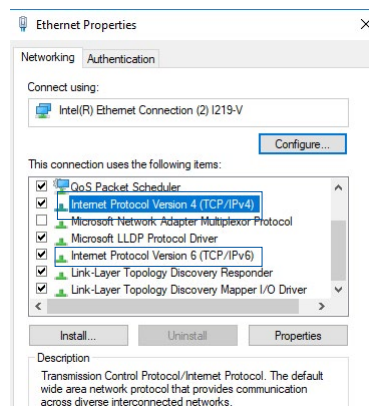 Ethernet Properties
Networking Authentication
Connect using:
Intel(R) Ethernet Connection (2) I219-V
Configure...
This connection uses the following items:
QoS Packet Scheduler
Internet Protocol Version 4 (TCP/IPv4)
Microsoft Network Adapter Multiplexor Protocol
Microsoft LLDP Protocol Driver
Internet Protocol Version 6 (TCP/IPv6)
Link-Layer Topology Discovery Responder
Link-Layer Topology Discovery Mapper I/O Driver
Install... Uninstall Properties
Description
Transmission Control Protocol/Internet Protocol. The default
wide area network protocol that provides communication
across diverse interconnected networks.